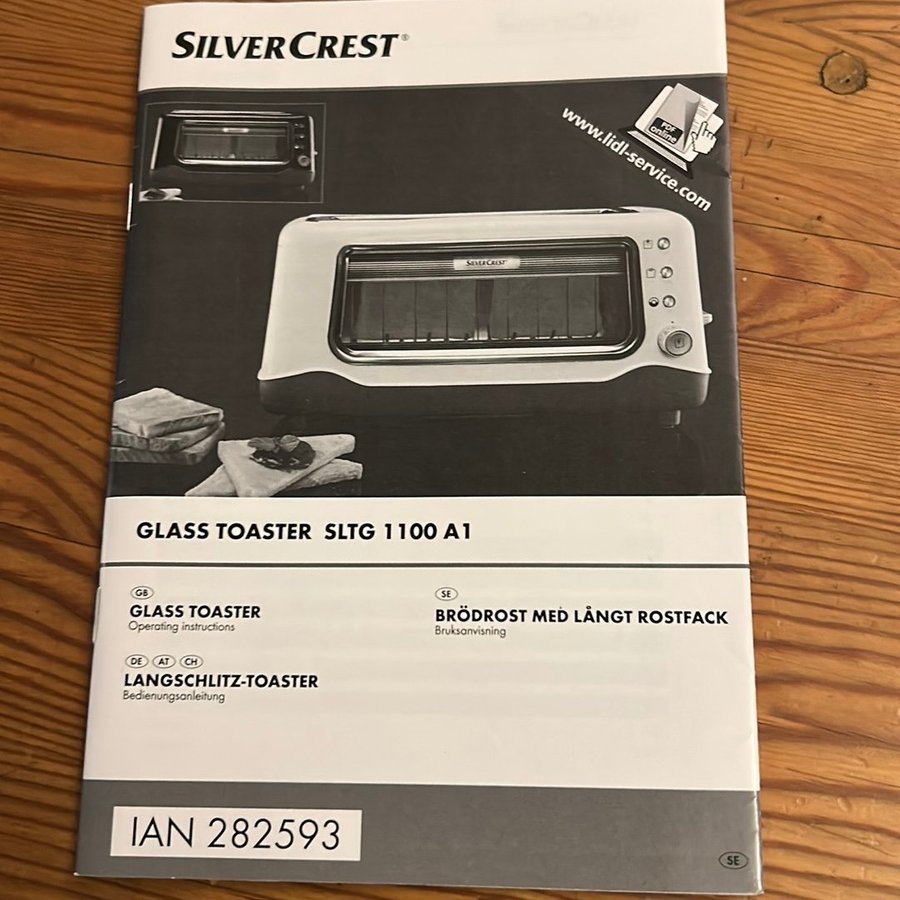 SILVERCREST®
www.lidl-service.com
PDF
online
SILVERCREST
GLASS TOASTER SLTG 1100 A1
GB
GLASS TOASTER
Operating instructions
SE
BRÖDROST MED LÅNGT ROSTFACK
Bruksanvisning
DE AT CH
LANGSCHLITZ-TOASTER
Bedienungsanleitung
IAN 282593
SE